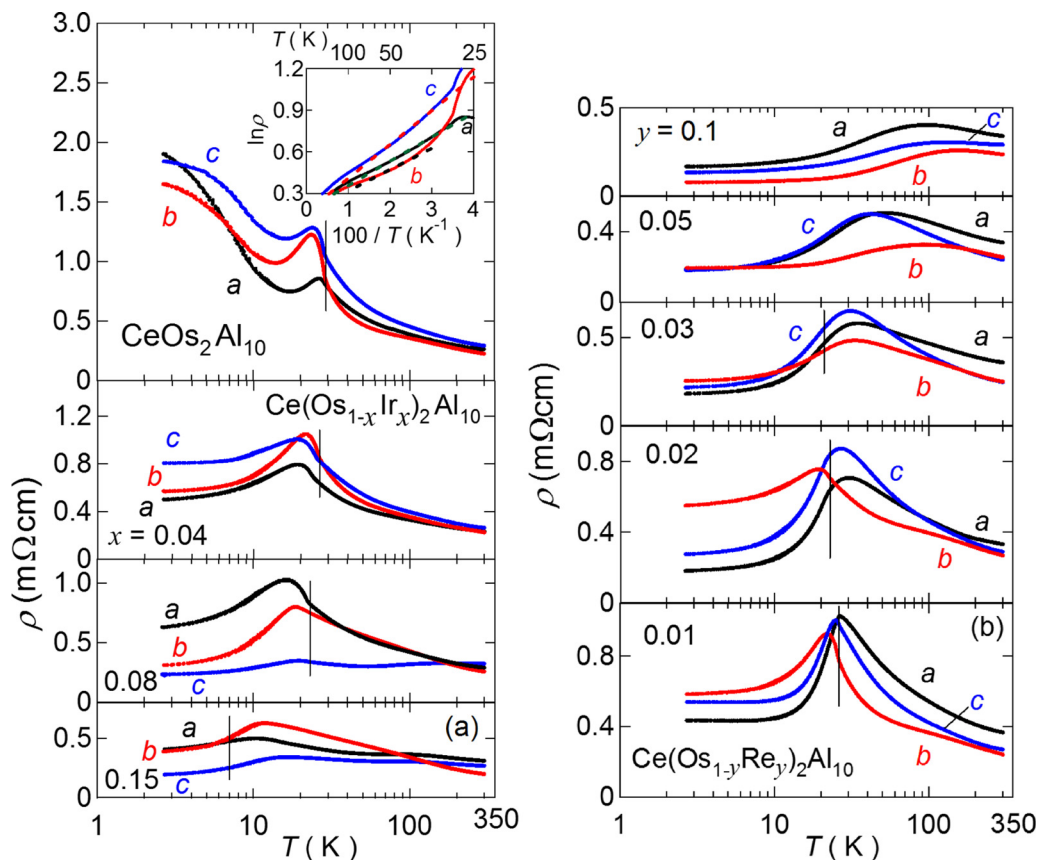 3.0
2.5
2.0
1.5
1.0
0.5
0
T ( K )
100 50 25
1.2
0.9
0.6
0.3
lnρ
c
a
b
0 1 2 3 4
100 / T ( K⁻¹ )
c
b
a
CeOs₂Al₁₀
Ce(Os₁₋ₓIrₓ)₂Al₁₀
1.2
0.8
0.4
0
c
b
a
x = 0.04
1.0
0.5
0
a
b
c
0.08
0.5
0
a
b
c
0.15
(a)
1 10 100 350
T ( K )
ρ (mΩcm)
0.5
0
y = 0.1
a
c
b
0.4
0
0.05
c
a
b
0.5
0
0.03
c
a
b
0.8
0.4
0
0.02
c
a
b
0.8
0.4
0
0.01
(b)
a
c
b
Ce(Os₁₋yRey)₂Al₁₀
1 10 100 350
T ( K )
ρ (mΩcm)